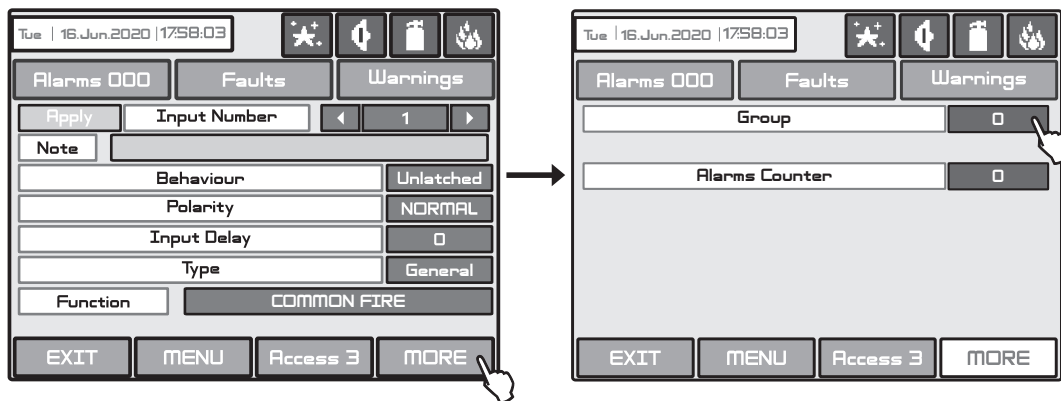 Tue | 16.Jun.2020 | 17:58:03
Alarms 000 Faults Warnings
Apply Input Number 1
Note
Behaviour Unlatched
Polarity NORMAL
Input Delay 0
Type General
Function COMMON FIRE
EXIT MENU Access 3 MORE
Tue | 16.Jun.2020 | 17:58:03
Alarms 000 Faults Warnings
Group 0
Alarms Counter 0
EXIT MENU Access 3 MORE